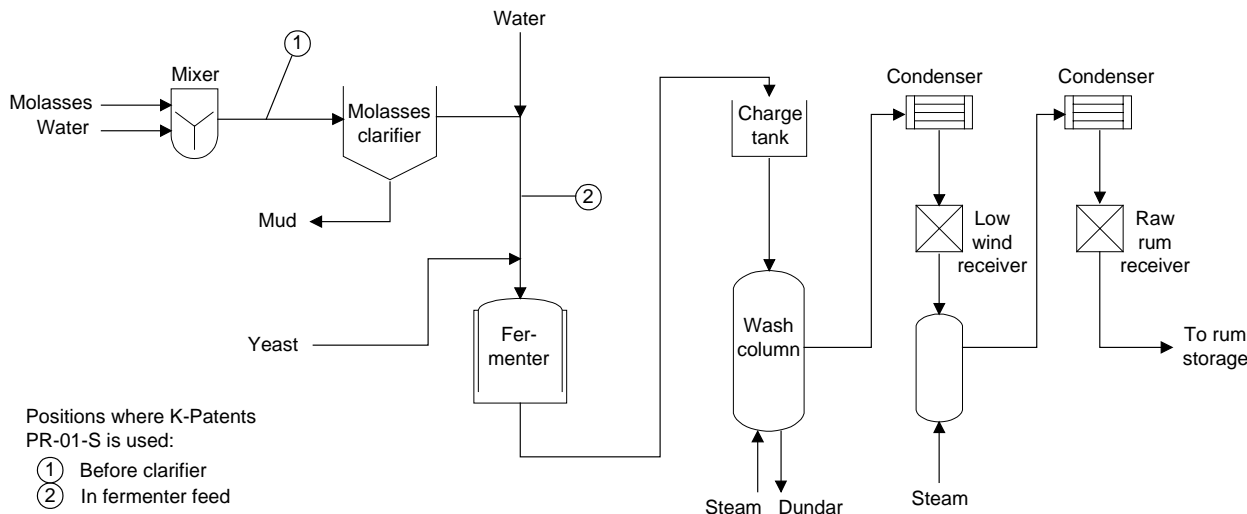 Water
1
Mixer
Condenser
Condenser
Molasses
Water
Molasses
clarifier
Charge
tank
2
Mud
Low
wind
receiver
Raw
rum
receiver
Yeast
Fer-
menter
Wash
column
To rum
storage
Positions where K-Patents
PR-01-S is used:
1 Before clarifier
2 In fermenter feed
Steam
Dundar
Steam